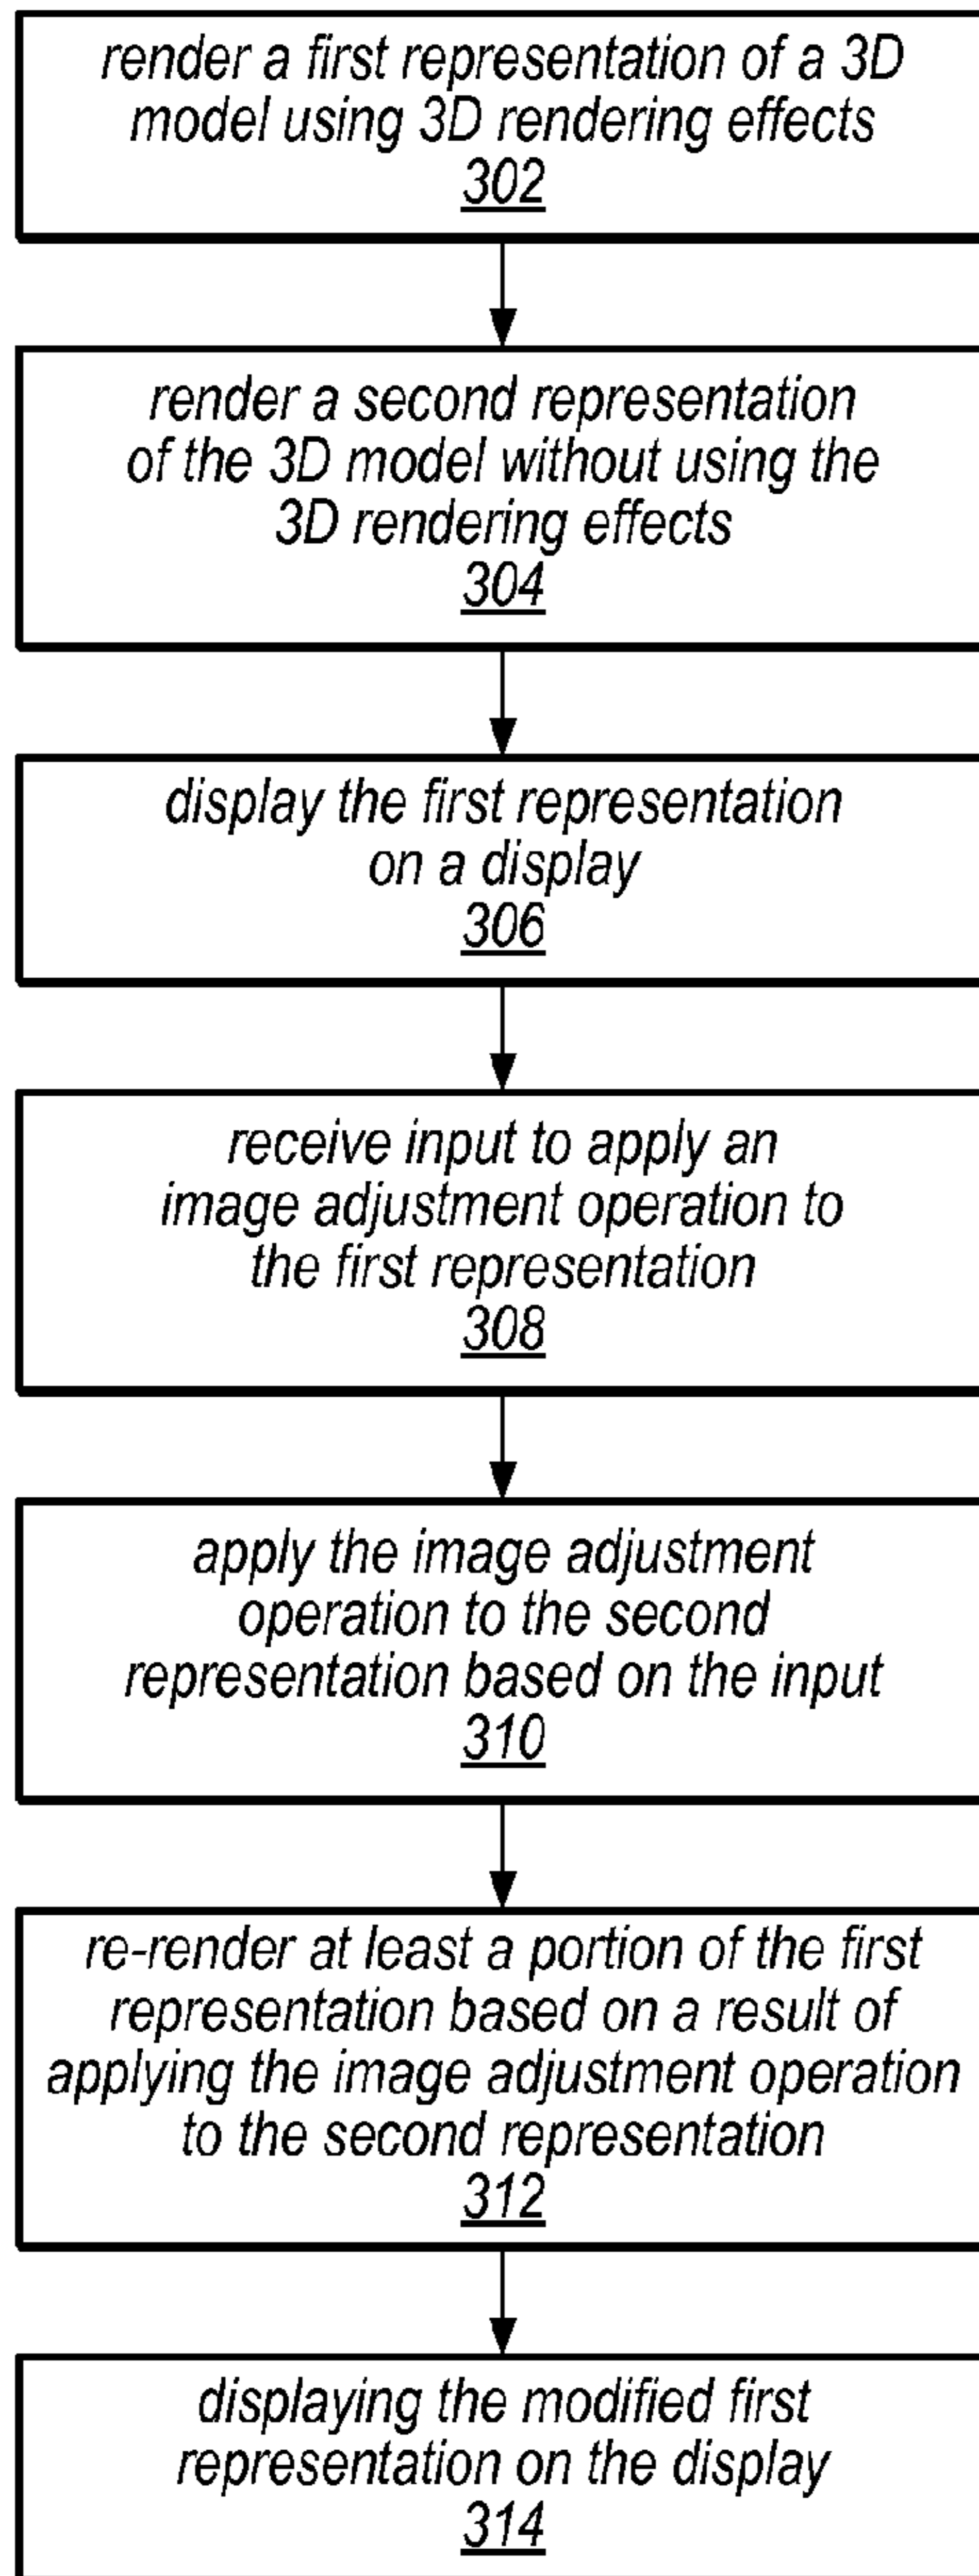 render a first representation of a 3D
model using 3D rendering effects
302
render a second representation
of the 3D model without using the
3D rendering effects
304
display the first representation
on a display
306
receive input to apply an
image adjustment operation to
the first representation
308
apply the image adjustment
operation to the second
representation based on the input
310
re-render at least a portion of the first
representation based on a result of
applying the image adjustment operation
to the second representation
312
displaying the modified first
representation on the display
314